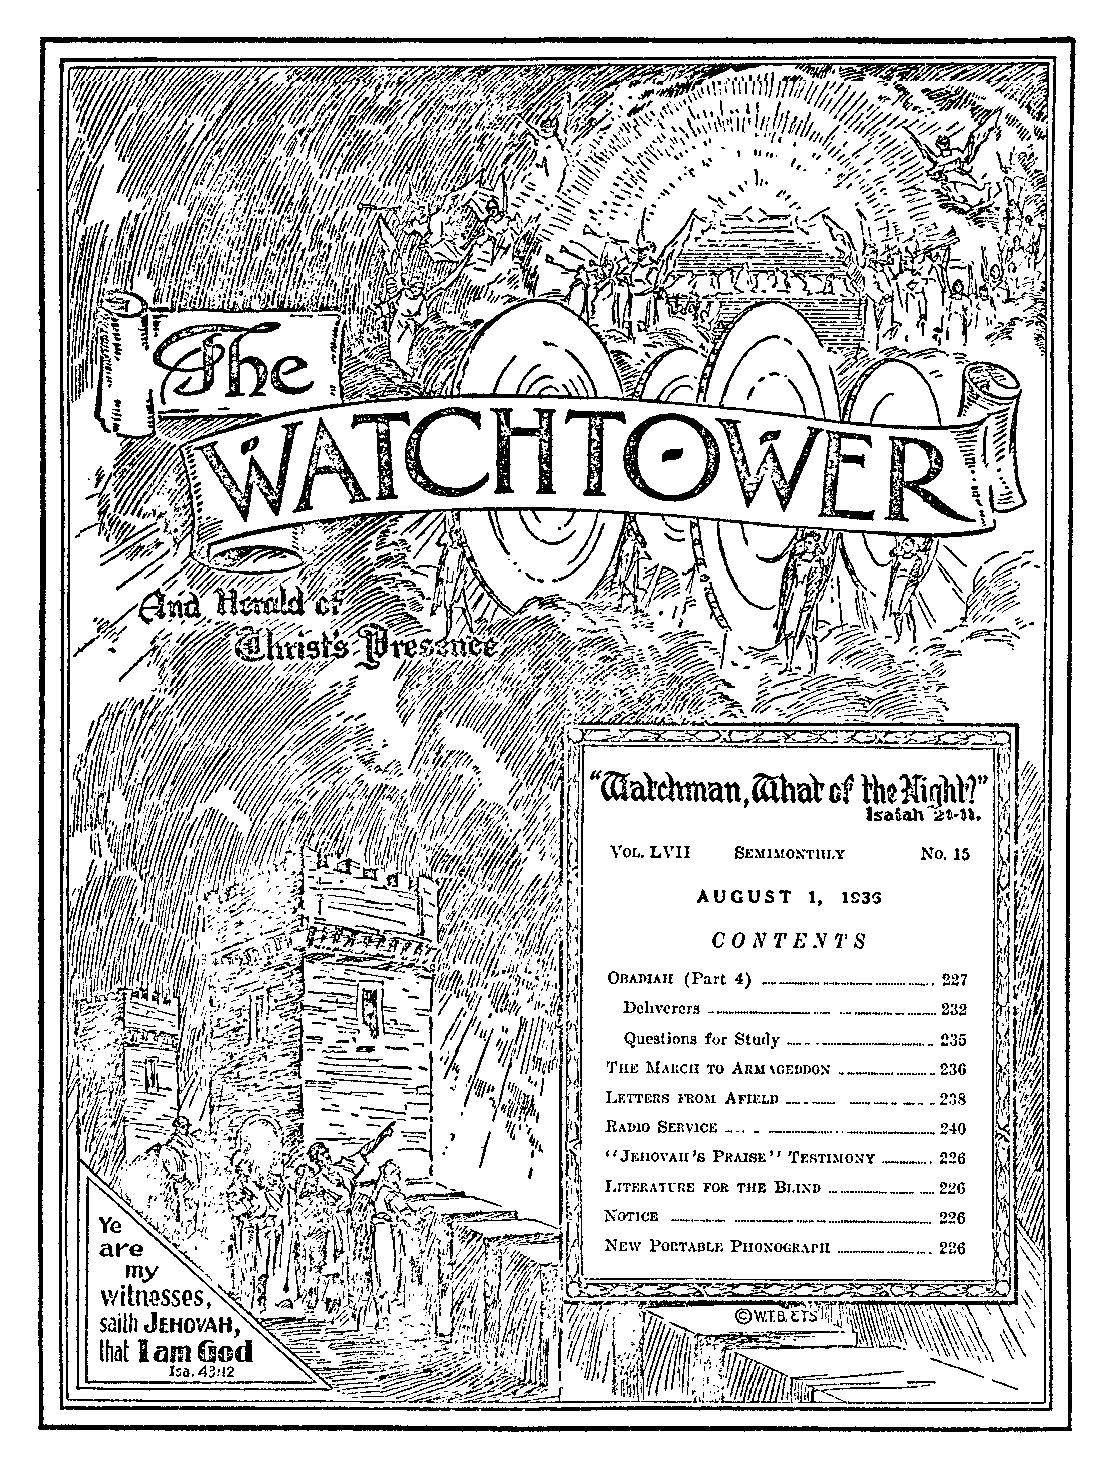 The
WATCHTOWER
And Herald of
Christ's Presence
"Watchman, What of the Night?"
Isaiah 21-11.
VOL. LVII SEMIMONTHLY No. 15
AUGUST 1, 1936
CONTENTS
OBADIAH (Part 4) 227
Deliverers 232
Questions for Study 235
THE MARCH TO ARMAGEDDON 236
LETTERS FROM AFIELD 238
RADIO SERVICE 240
"JEHOVAH'S PRAISE" TESTIMONY 226
LITERATURE FOR THE BLIND 226
NOTICE 226
NEW PORTABLE PHONOGRAPH 226
©W.T.B. & T.S.
Ye
are
my
witnesses,
saith JEHOVAH,
that I am God
Isa. 43:12